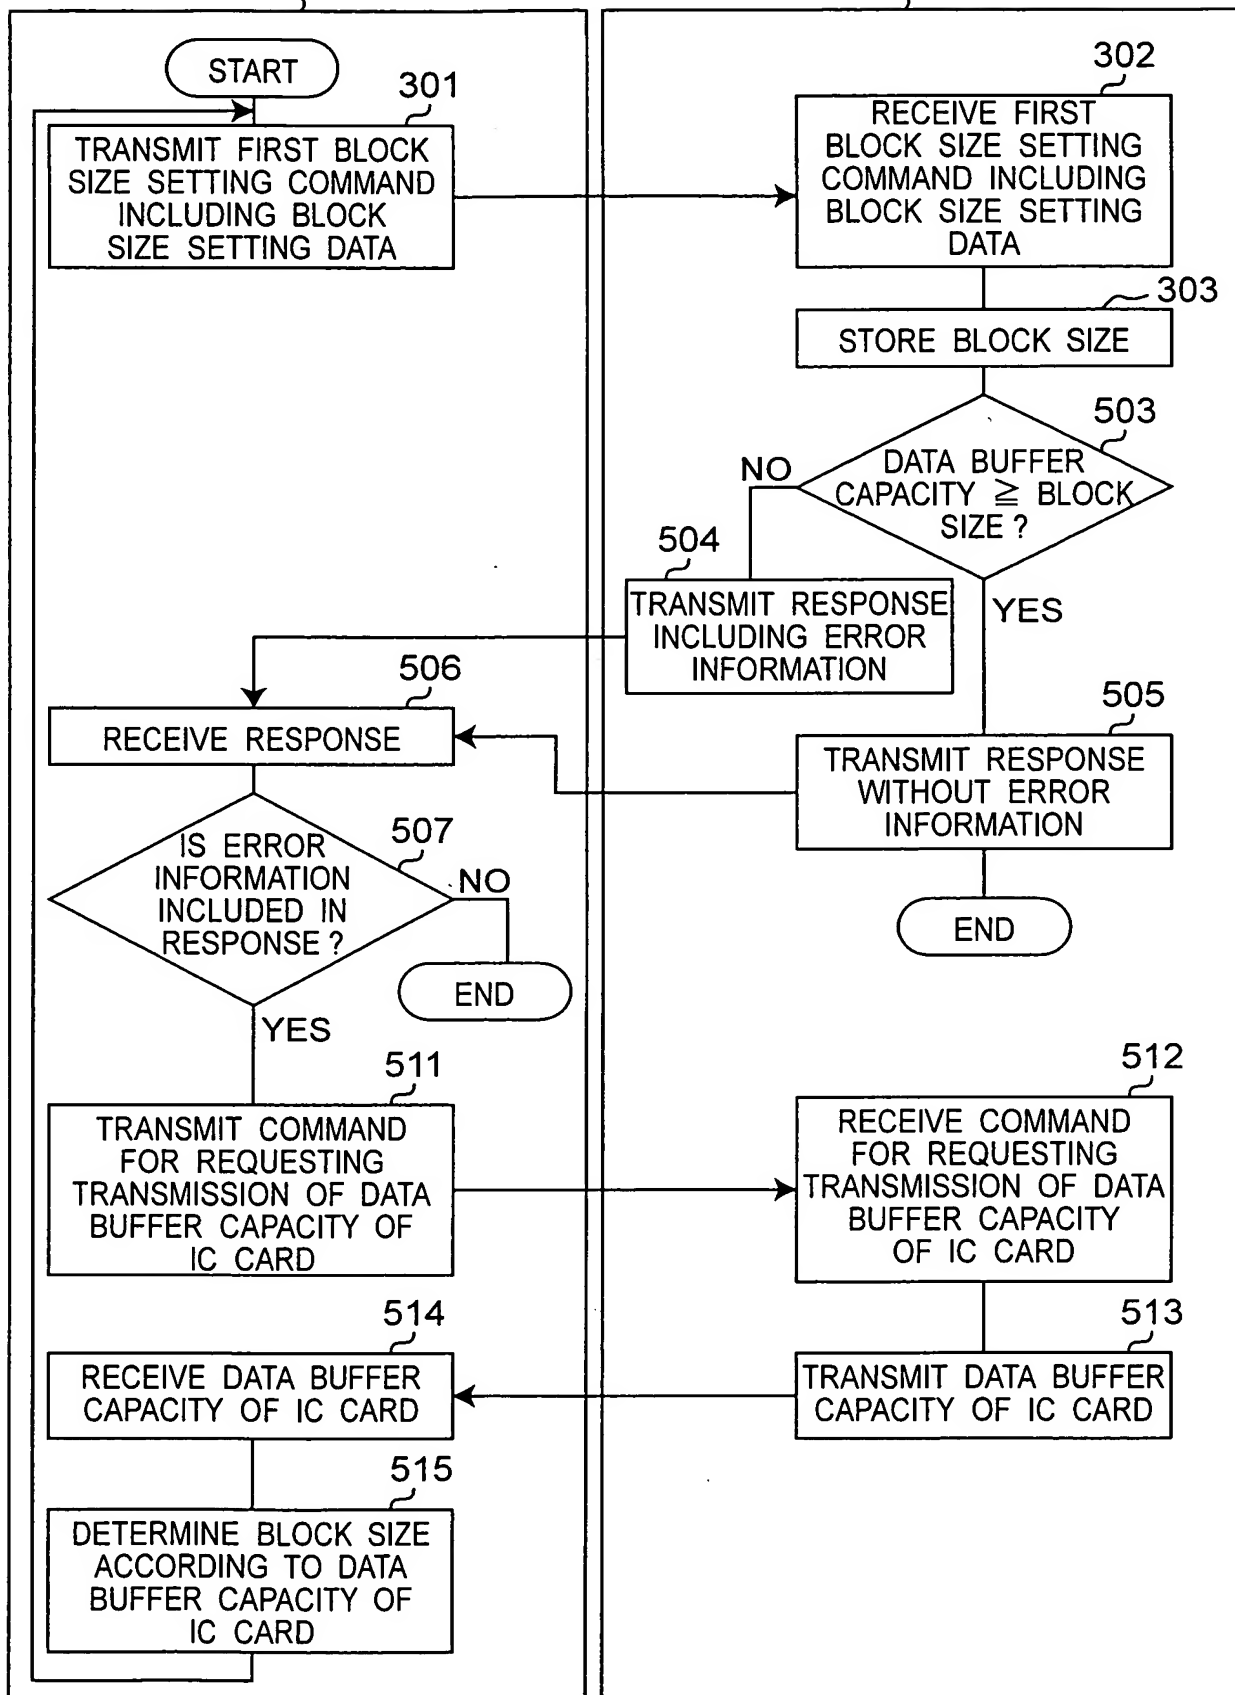 START
301
TRANSMIT FIRST BLOCK
SIZE SETTING COMMAND
INCLUDING BLOCK
SIZE SETTING DATA
302
RECEIVE FIRST
BLOCK SIZE SETTING
COMMAND INCLUDING
BLOCK SIZE SETTING
DATA
303
STORE BLOCK SIZE
503
DATA BUFFER
CAPACITY ≧ BLOCK
SIZE ?
NO
YES
504
TRANSMIT RESPONSE
INCLUDING ERROR
INFORMATION
505
TRANSMIT RESPONSE
WITHOUT ERROR
INFORMATION
END
506
RECEIVE RESPONSE
507
IS ERROR
INFORMATION
INCLUDED IN
RESPONSE ?
NO
END
YES
511
TRANSMIT COMMAND
FOR REQUESTING
TRANSMISSION OF DATA
BUFFER CAPACITY OF
IC CARD
512
RECEIVE COMMAND
FOR REQUESTING
TRANSMISSION OF DATA
BUFFER CAPACITY
OF IC CARD
513
TRANSMIT DATA BUFFER
CAPACITY OF IC CARD
514
RECEIVE DATA BUFFER
CAPACITY OF IC CARD
515
DETERMINE BLOCK SIZE
ACCORDING TO DATA
BUFFER CAPACITY OF
IC CARD